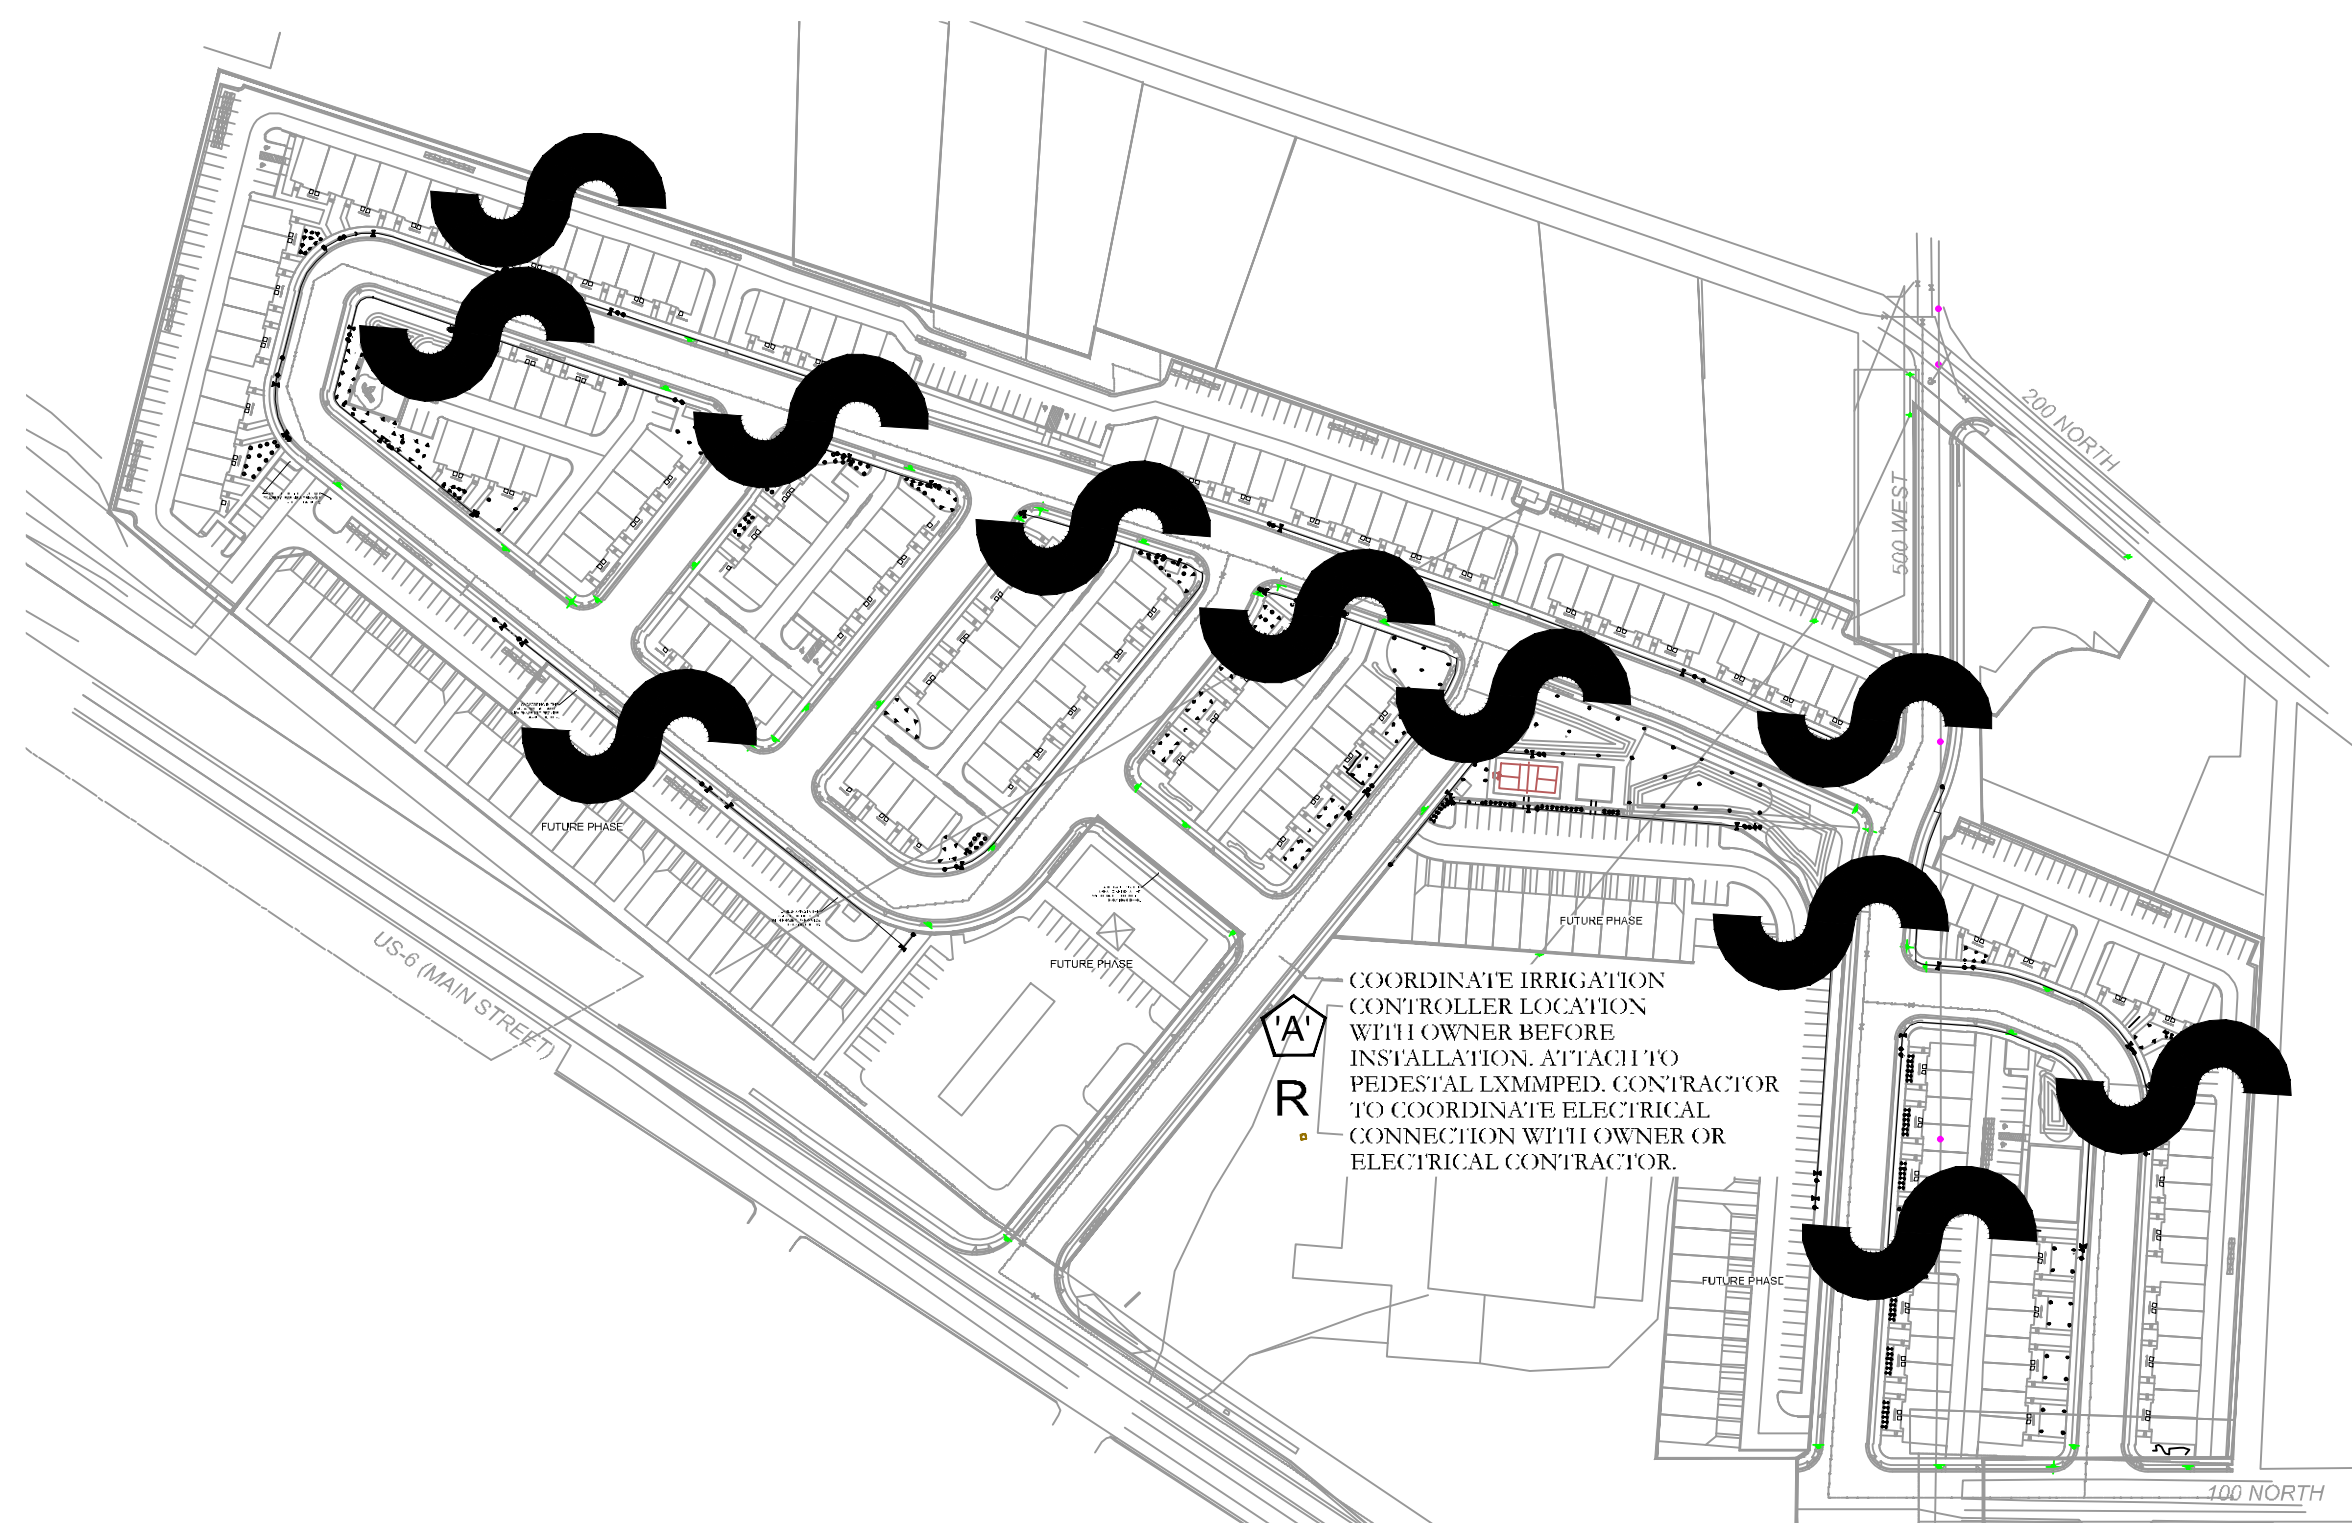 200 NORTH
500 WEST
FUTURE PHASE
FUTURE PHASE
FUTURE PHASE
US-6 (MAIN STREET)
'A'
R
COORDINATE IRRIGATION
CONTROLLER LOCATION
WITH OWNER BEFORE
INSTALLATION. ATTACH TO
PEDESTAL LXMMPED. CONTRACTOR
TO COORDINATE ELECTRICAL
CONNECTION WITH OWNER OR
ELECTRICAL CONTRACTOR.
FUTURE PHASE
100 NORTH